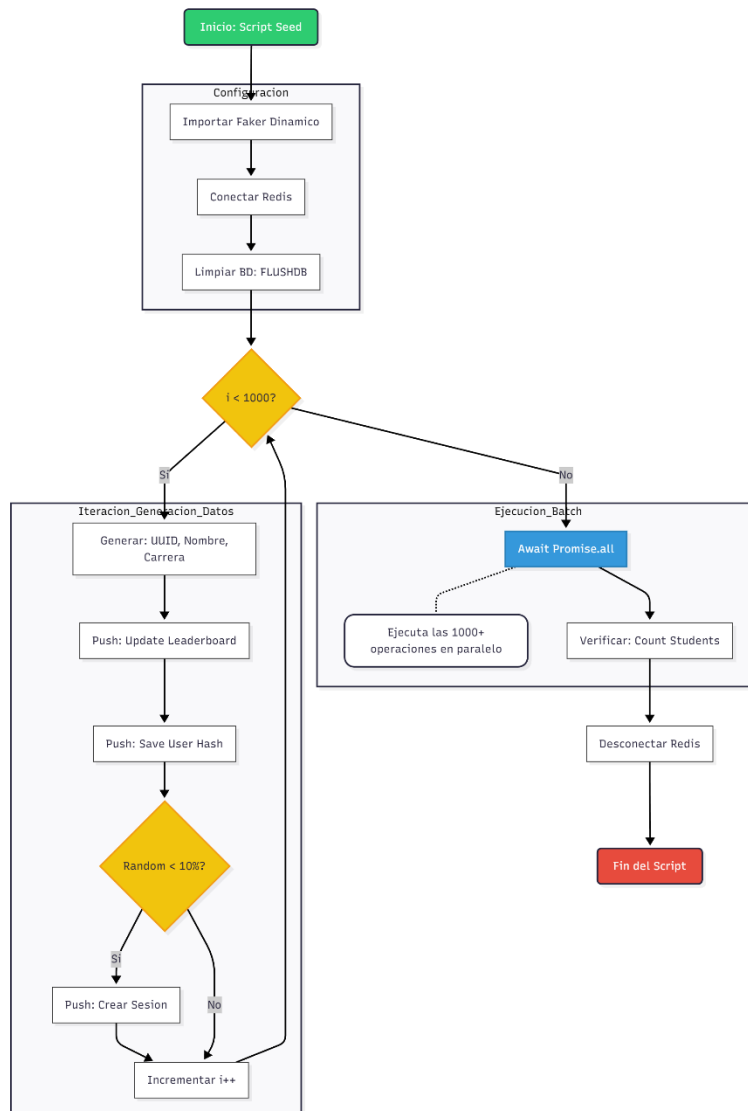 Inicio: Script Seed
Configuracion
Importar Faker Dinamico
Conectar Redis
Limpiar BD: FLUSHDB
i < 1000?
Si
No
Iteracion_Generacion_Datos
Generar: UUID, Nombre,
Carrera
Push: Update Leaderboard
Push: Save User Hash
Random < 10%?
Si
No
Push: Crear Sesion
Incrementar i++
Ejecucion_Batch
Await Promise.all
Ejecuta las 1000+
operaciones en paralelo
Verificar: Count Students
Desconectar Redis
Fin del Script